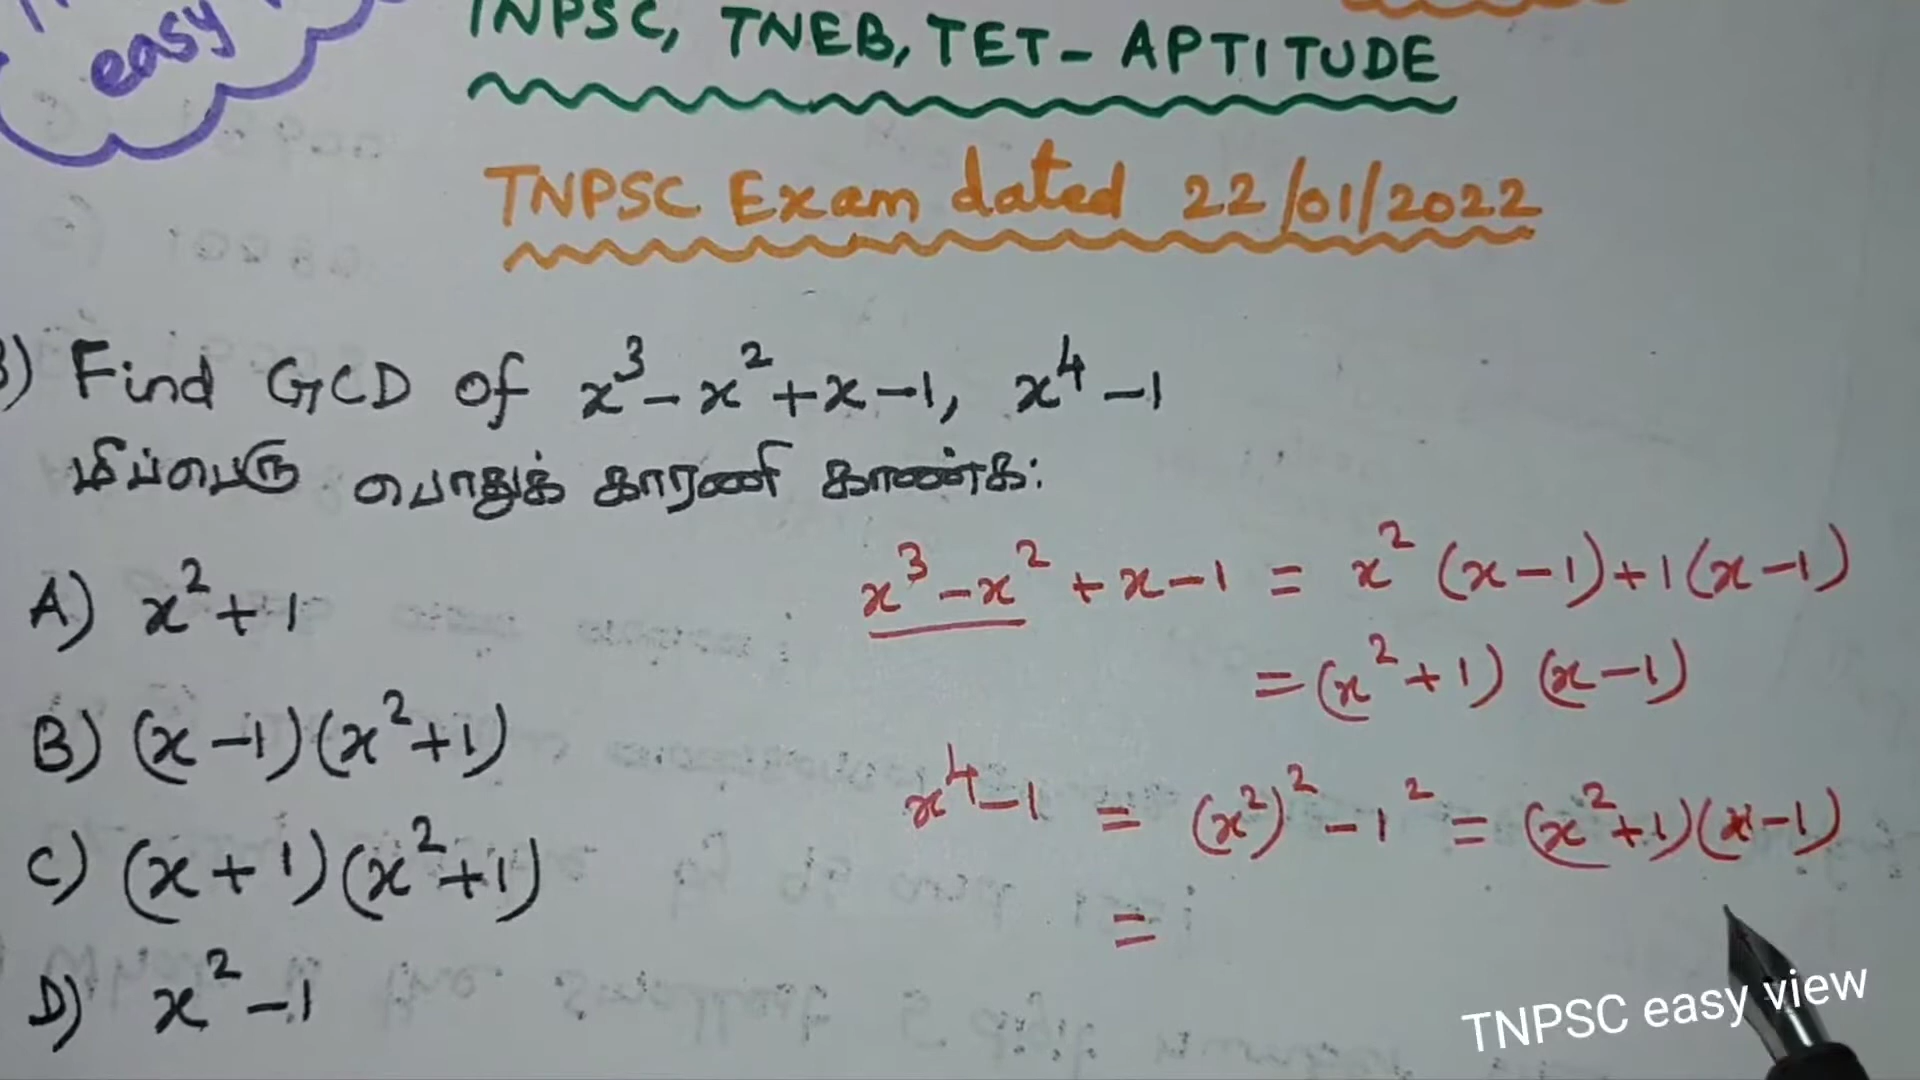 easy
TNPSC, TNEB, TET - APTITUDE
TNPSC Exam dated 22/01/2022
3) Find GCD of x³ - x² + x - 1, x⁴ - 1
மீப்பெரு பொதுக் காரணி காண்க:
A) x² + 1
B) (x - 1)(x² + 1)
C) (x + 1)(x² + 1)
D) x² - 1
x³ - x² + x - 1 = x² (x - 1) + 1 (x - 1)
= (x² + 1) (x - 1)
x⁴ - 1 = (x²)² - 1² = (x² + 1)(x - 1)
=
TNPSC easy view